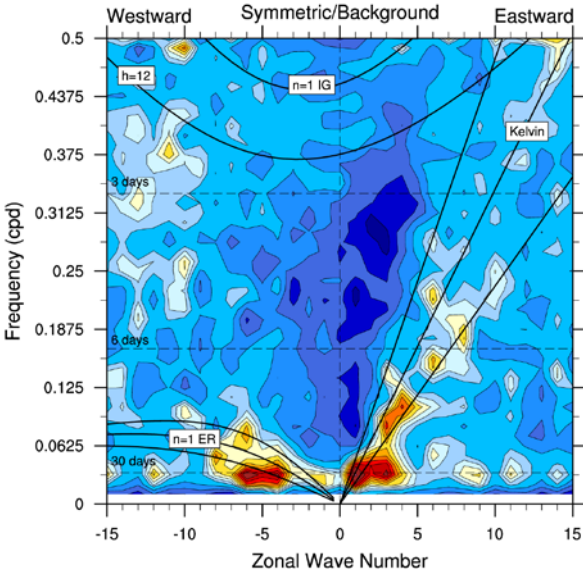 Westward Symmetric/Background Eastward
0.5
h=12
n=1 IG
0.4375
Kelvin
0.375
3 days
0.3125
Frequency (cpd)
0.25
0.1875
6 days
0.125
n=1 ER
0.0625
30 days
0
-15 -10 -5 0 5 10 15
Zonal Wave Number